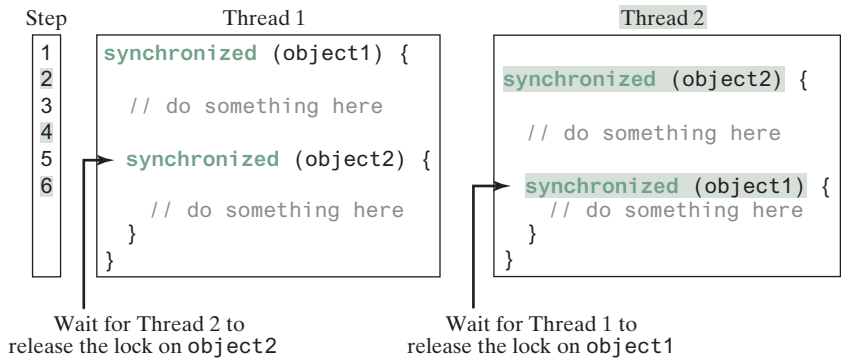 Step
Thread 1
Thread 2
1
2
3
4
5
6
synchronized (object1) {
// do something here
synchronized (object2) {
// do something here
}
}
synchronized (object2) {
// do something here
synchronized (object1) {
// do something here
}
}
Wait for Thread 2 to
release the lock on object2
Wait for Thread 1 to
release the lock on object1